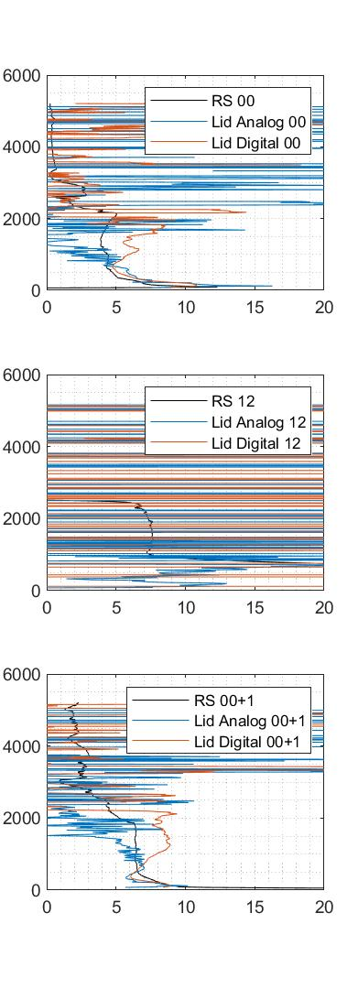 6000
RS 00
Lid Analog 00
Lid Digital 00
4000
2000
0
0 5 10 15 20
6000
RS 12
Lid Analog 12
Lid Digital 12
4000
2000
0
0 5 10 15 20
6000
RS 00+1
Lid Analog 00+1
Lid Digital 00+1
4000
2000
0
0 5 10 15 20